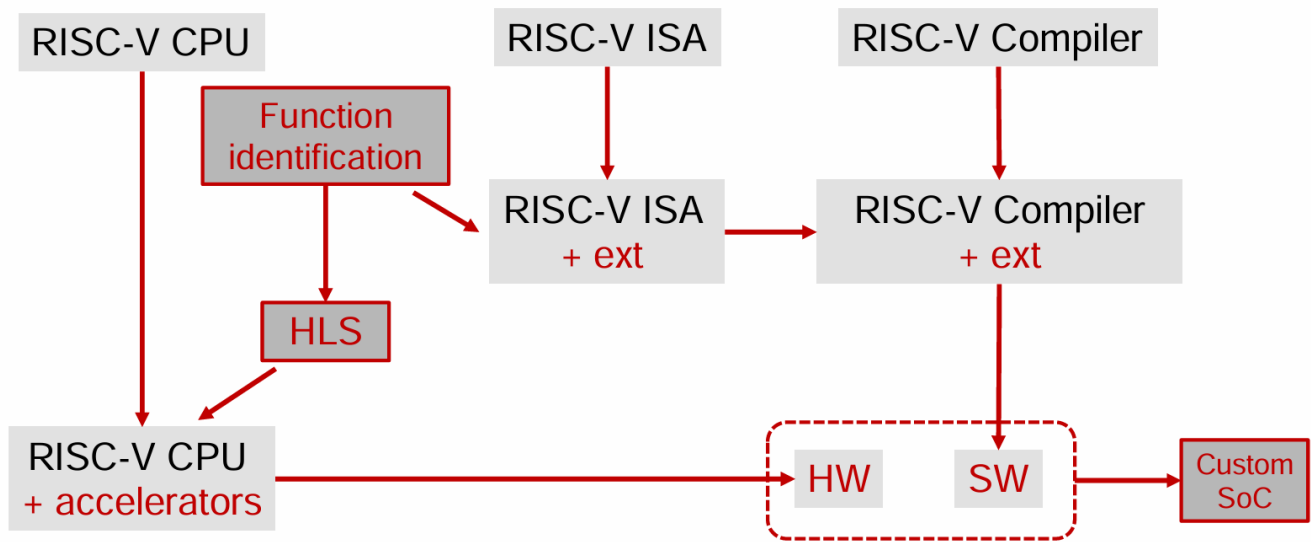 RISC-V CPU
RISC-V ISA
RISC-V Compiler
Function
identification
RISC-V ISA
+ ext
RISC-V Compiler
+ ext
HLS
RISC-V CPU
+ accelerators
HW
SW
Custom
SoC